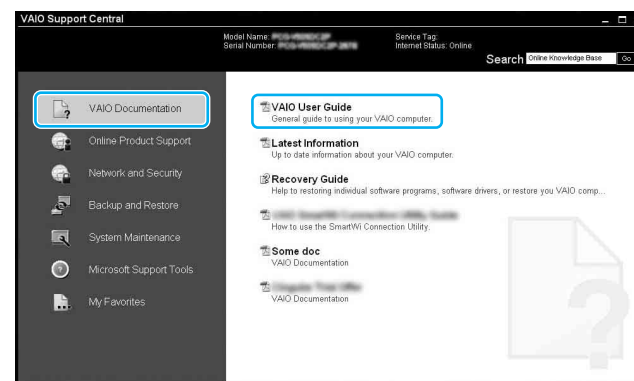 VAIO Support Central
Model Name:
Service Tag:
Serial Number:
Internet Status: Online
Search Online Knowledge Base Go
VAIO Documentation
Online Product Support
Network and Security
Backup and Restore
System Maintenance
Microsoft Support Tools
My Favorites
VAIO User Guide
General guide to using your VAIO computer.
Latest Information
Up to date information about your VAIO computer.
Recovery Guide
Help to restoring individual software programs, software drivers, or restore you VAIO comp...
How to use the SmartWi Connection Utility.
Some doc
VAIO Documentation
VAIO Documentation